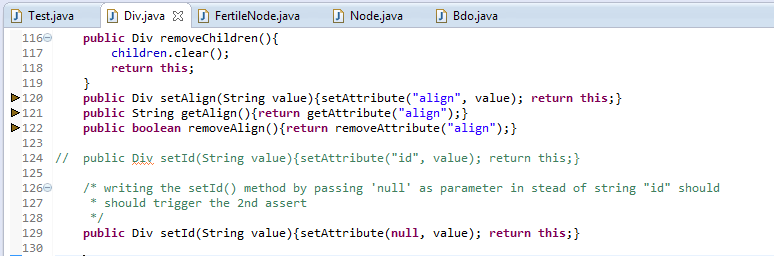 Test.java Div.java FertileNode.java Node.java Bdo.java
116 public Div removeChildren(){
117 children.clear();
118 return this;
119 }
120 public Div setAlign(String value){setAttribute("align", value); return this;}
121 public String getAlign(){return getAttribute("align");}
122 public boolean removeAlign(){return removeAttribute("align");}
123
124 // public Div setId(String value){setAttribute("id", value); return this;}
125
126 /* writing the setId() method by passing 'null' as parameter in stead of string "id" should
127 * should trigger the 2nd assert
128 */
129 public Div setId(String value){setAttribute(null, value); return this;}
130